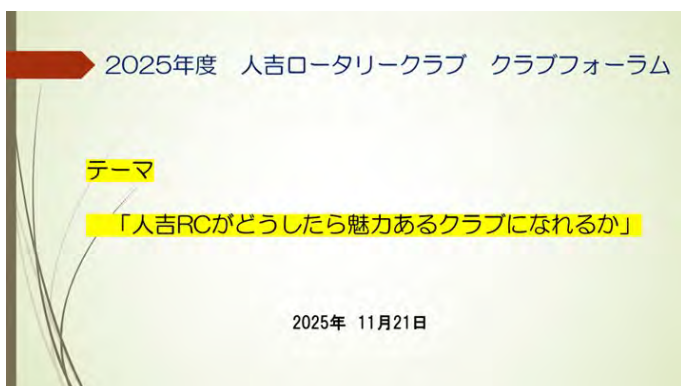 2025年度　人吉ロータリークラブ　クラブフォーラム
テーマ
「人吉RCがどうしたら魅力あるクラブになれるか」
2025年 11月21日